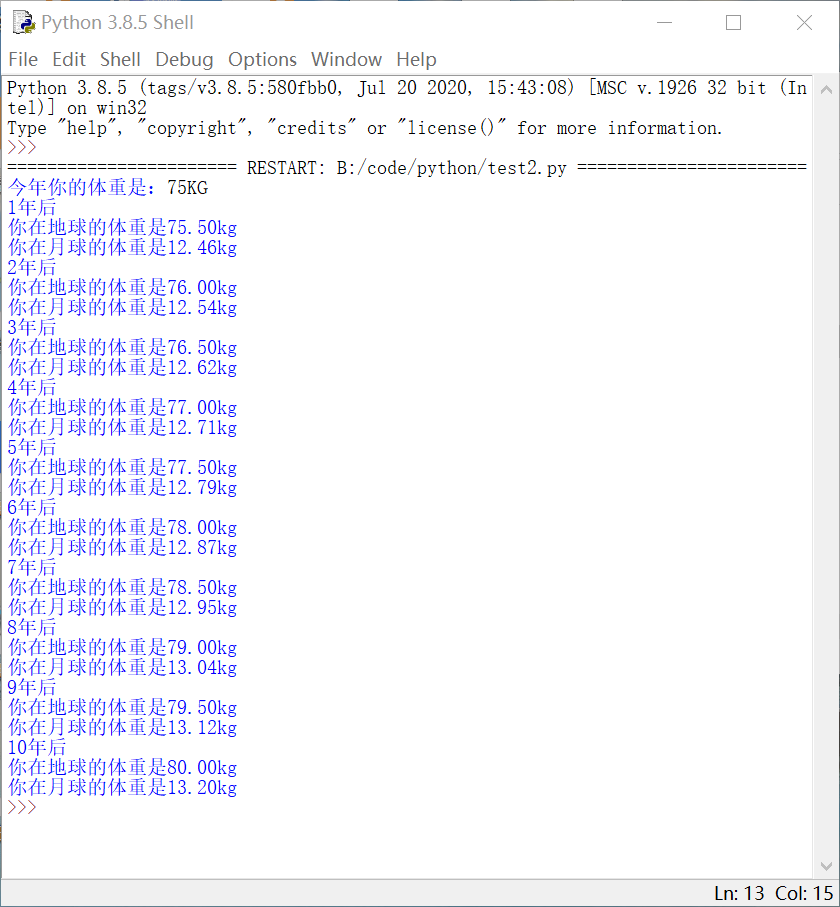 Python 3.8.5 Shell
File Edit Shell Debug Options Window Help
Python 3.8.5 (tags/v3.8.5:580fbb0, Jul 20 2020, 15:43:08) [MSC v.1926 32 bit (In
tel)] on win32
Type "help", "copyright", "credits" or "license()" for more information.
>>>
======================= RESTART: B:/code/python/test2.py =======================
今年你的体重是：75KG
1年后
你在地球的体重是75.50kg
你在月球的体重是12.46kg
2年后
你在地球的体重是76.00kg
你在月球的体重是12.54kg
3年后
你在地球的体重是76.50kg
你在月球的体重是12.62kg
4年后
你在地球的体重是77.00kg
你在月球的体重是12.71kg
5年后
你在地球的体重是77.50kg
你在月球的体重是12.79kg
6年后
你在地球的体重是78.00kg
你在月球的体重是12.87kg
7年后
你在地球的体重是78.50kg
你在月球的体重是12.95kg
8年后
你在地球的体重是79.00kg
你在月球的体重是13.04kg
9年后
你在地球的体重是79.50kg
你在月球的体重是13.12kg
10年后
你在地球的体重是80.00kg
你在月球的体重是13.20kg
>>>
Ln: 13 Col: 15